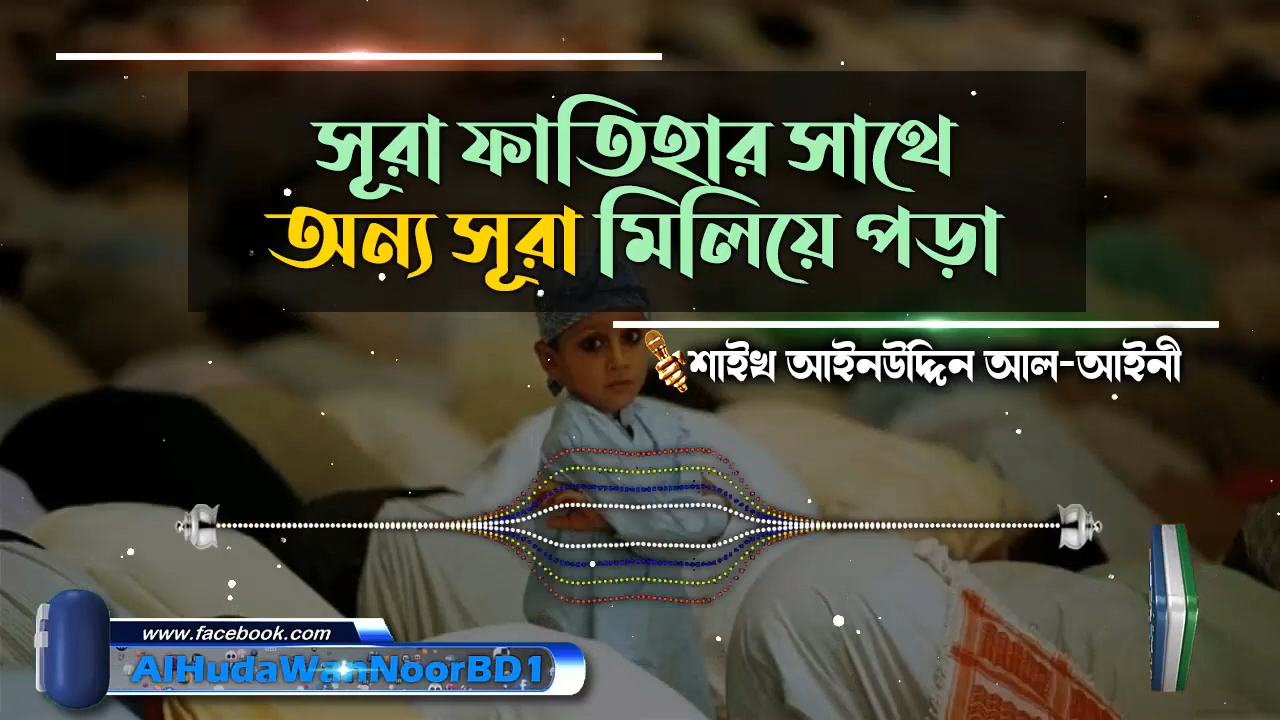 সূরা ফাতিহার সাথে
অন্য সূরা মিলিয়ে পড়া
শাইখ আইনউদ্দিন আল-আইনী
www.facebook.com
AlHudaWanNoorBD1